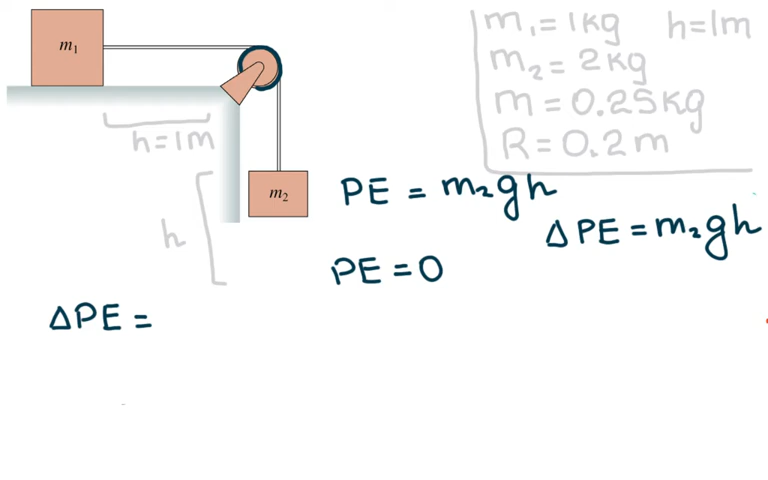 m₁
m₁ = 1kg h=1m
m₂ = 2kg
m = 0.25kg
R = 0.2m
h=1m
m₂
PE = m₂gh
ΔPE = m₂gh
h
PE = 0
ΔPE =